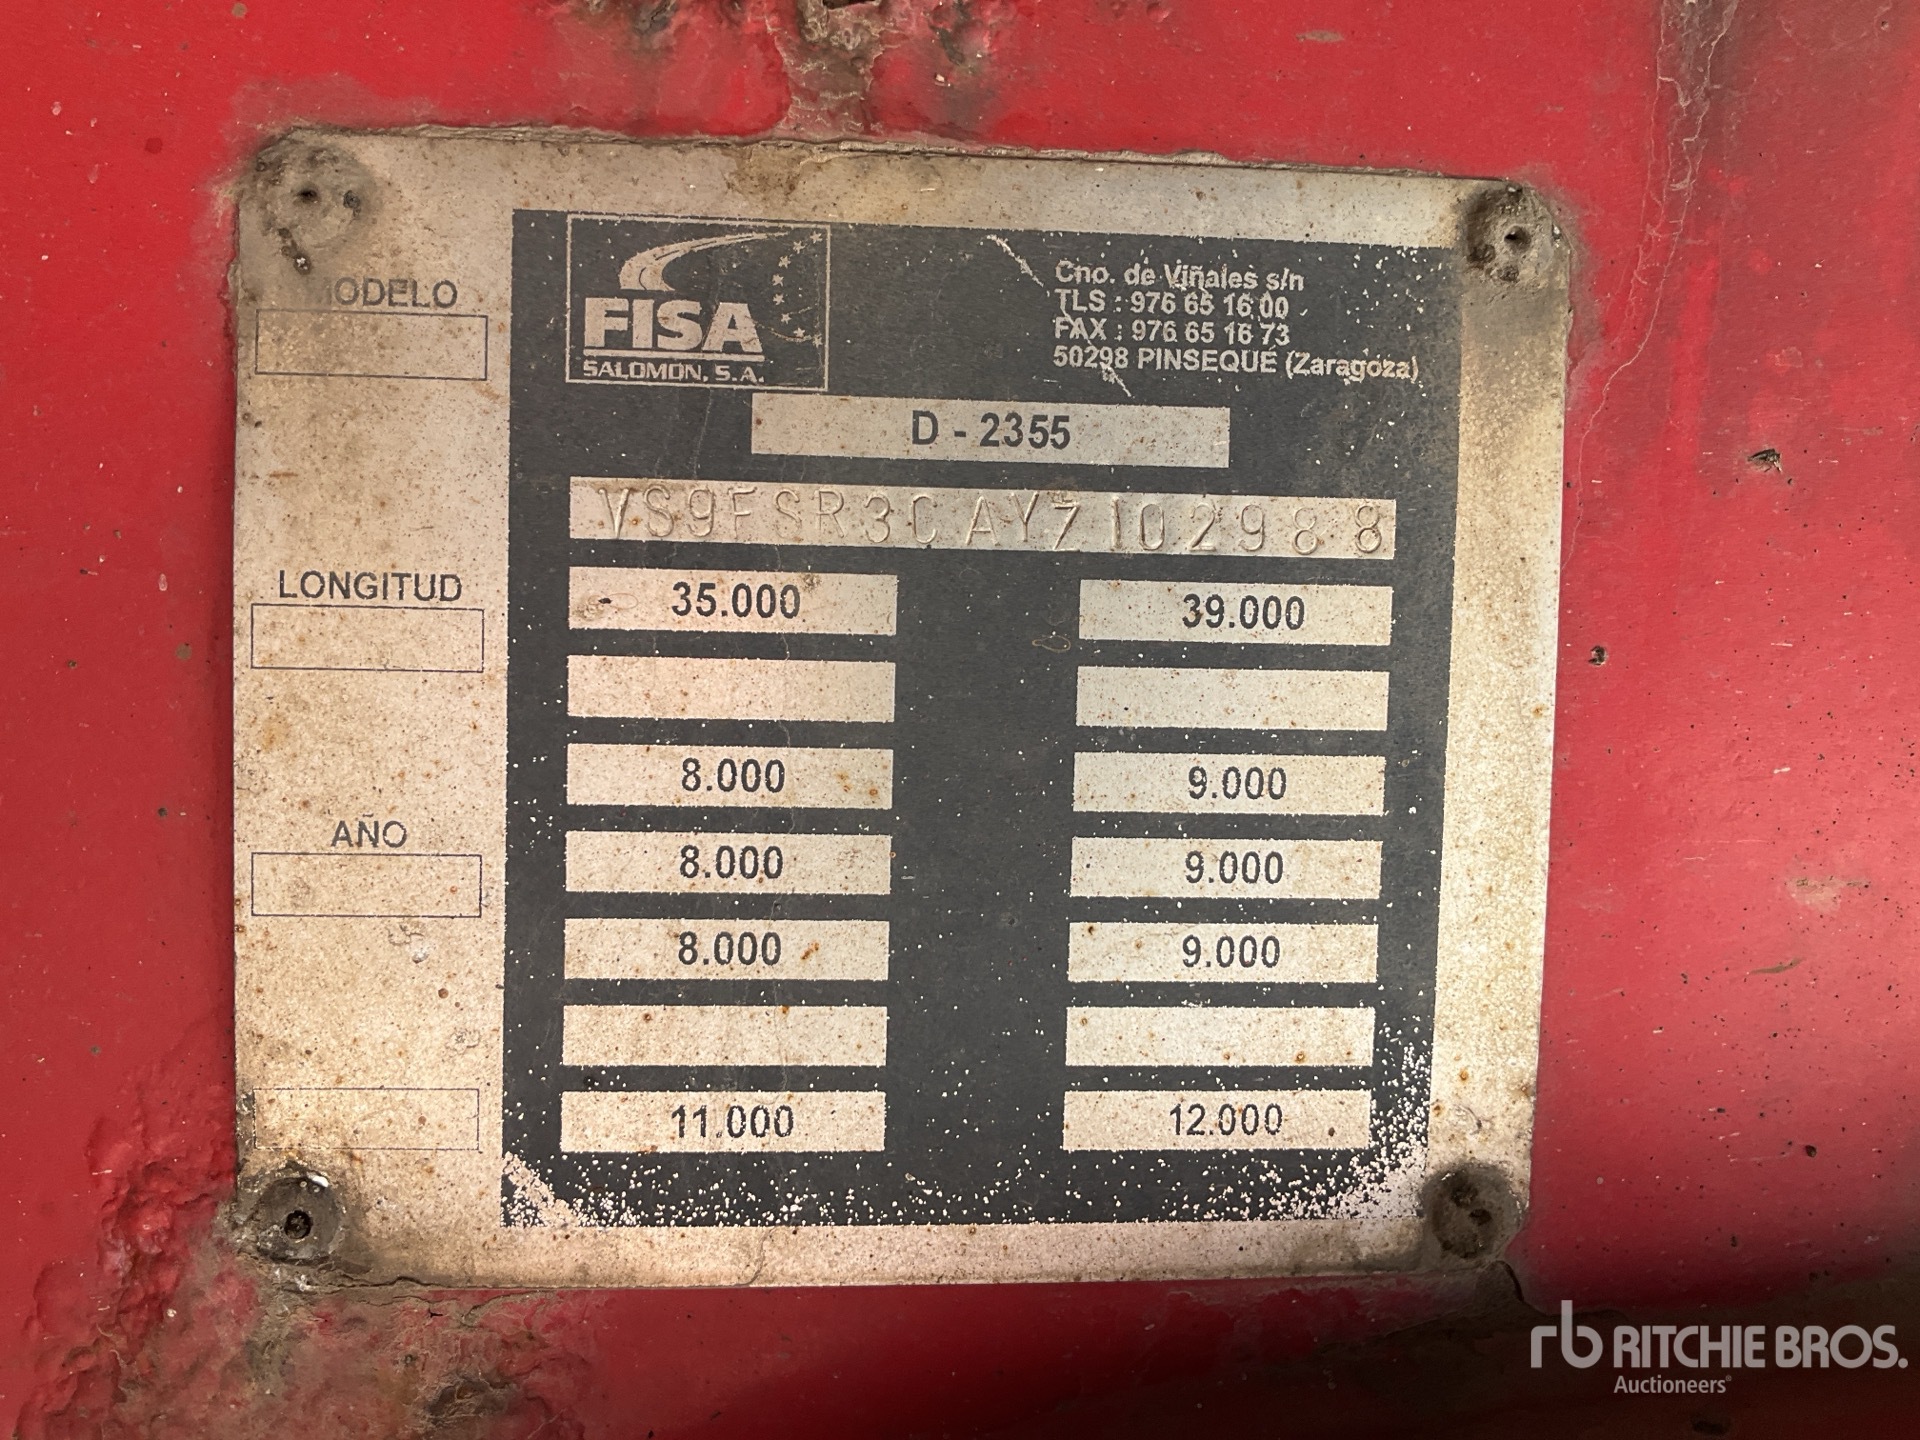 MODELO
FISA
SALOMON, S.A.
Cno. de Viñales s/n
TLS : 976 65 16 00
FAX : 976 65 16 73
50298 PINSEQUE (Zaragoza)
D - 2355
VS9FSR3CAYZ102988
LONGITUD
35.000 39.000
8.000 9.000
AÑO
8.000 9.000
8.000 9.000
11.000 12.000
rb RITCHIE BROS.
Auctioneers